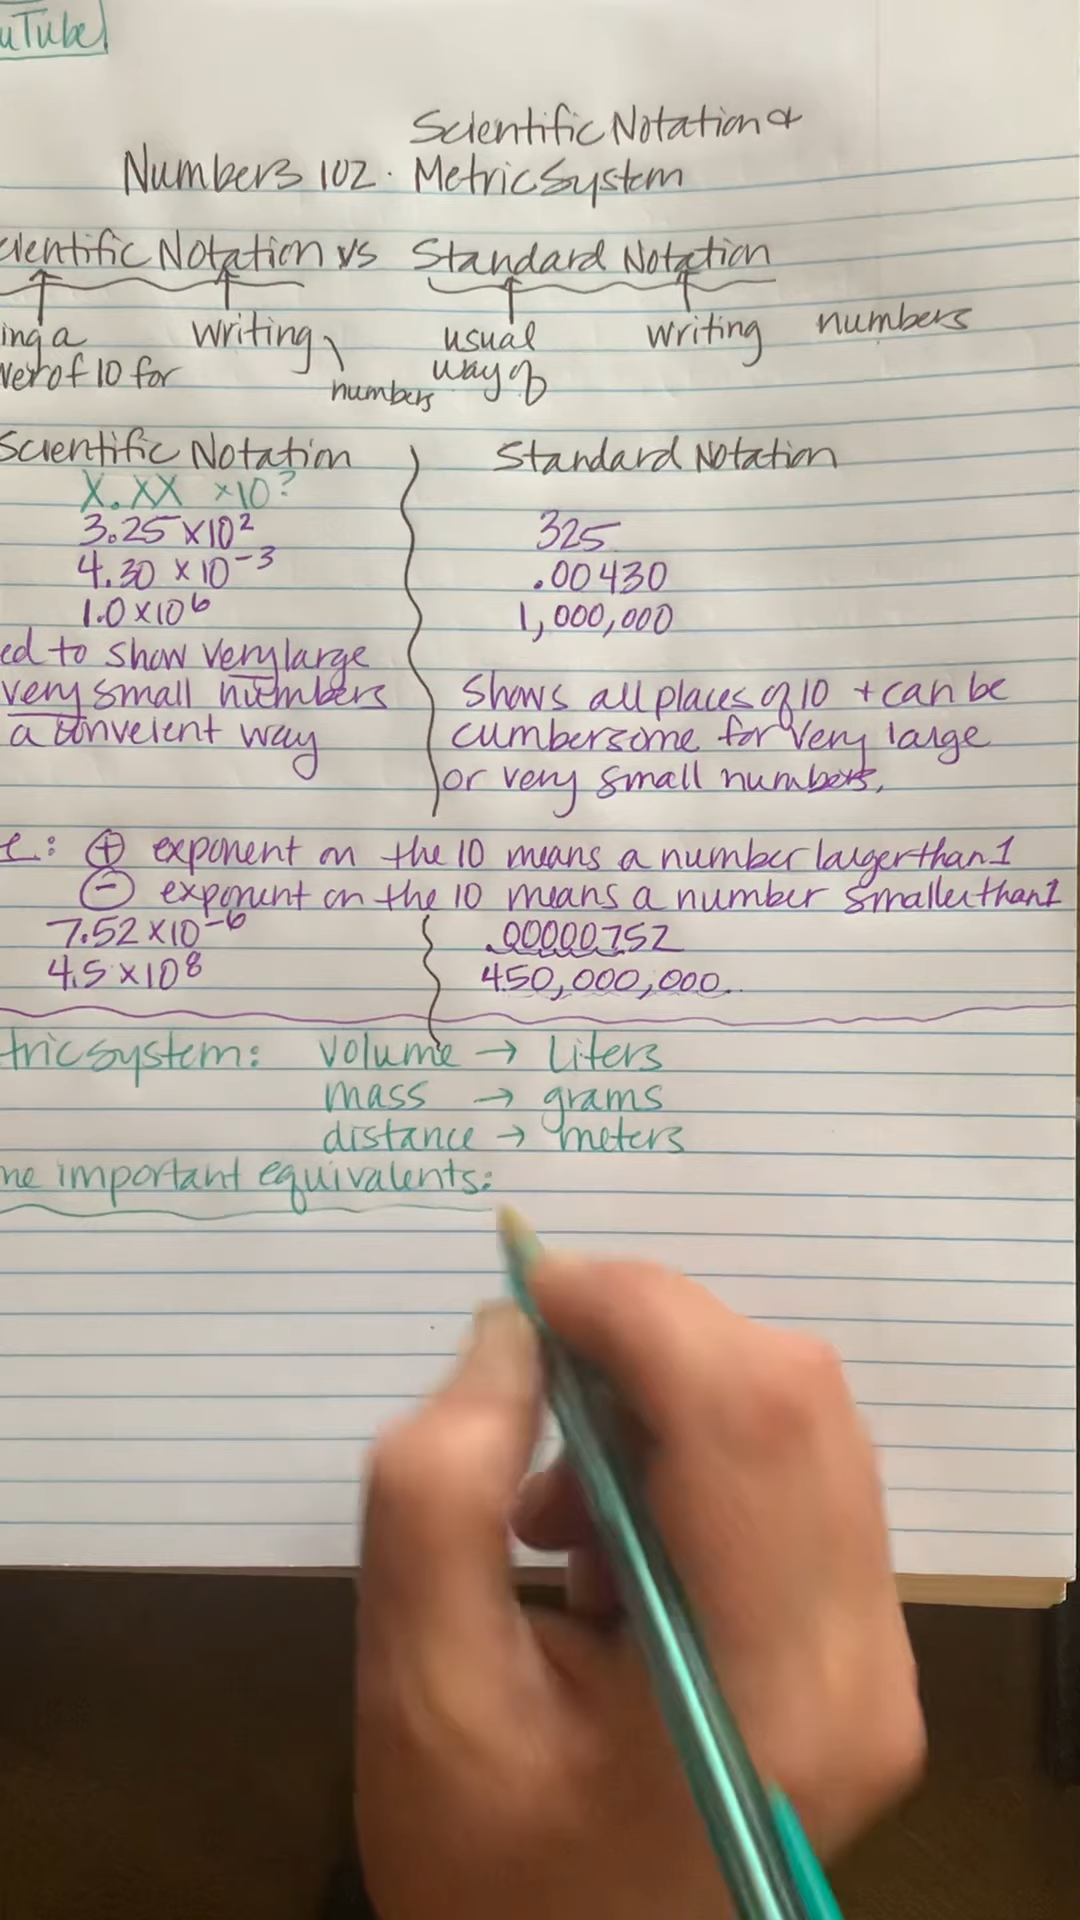 uTube
Scientific Notation &
Numbers 102. Metric System
cientific Notation vs Standard Notation
ing a writing usual writing numbers
wer of 10 for numbers way of
Scientific Notation Standard Notation
X.XX ×10?
3.25 ×10² 325
4.30 ×10⁻³ .00430
1.0 ×10⁶ 1,000,000
ed to show very large
very small numbers shows all places of 10 + can be
a conveient way cumbersome for very large
or very small numbers.
e: ⊕ exponent on the 10 means a number larger than 1
⊖ exponent on the 10 means a number smaller than 1
7.52 ×10⁻⁶ .00000752
4.5 ×10⁸ 450,000,000.
tric system: volume → Liters
mass → grams
distance → meters
me important equivalents: